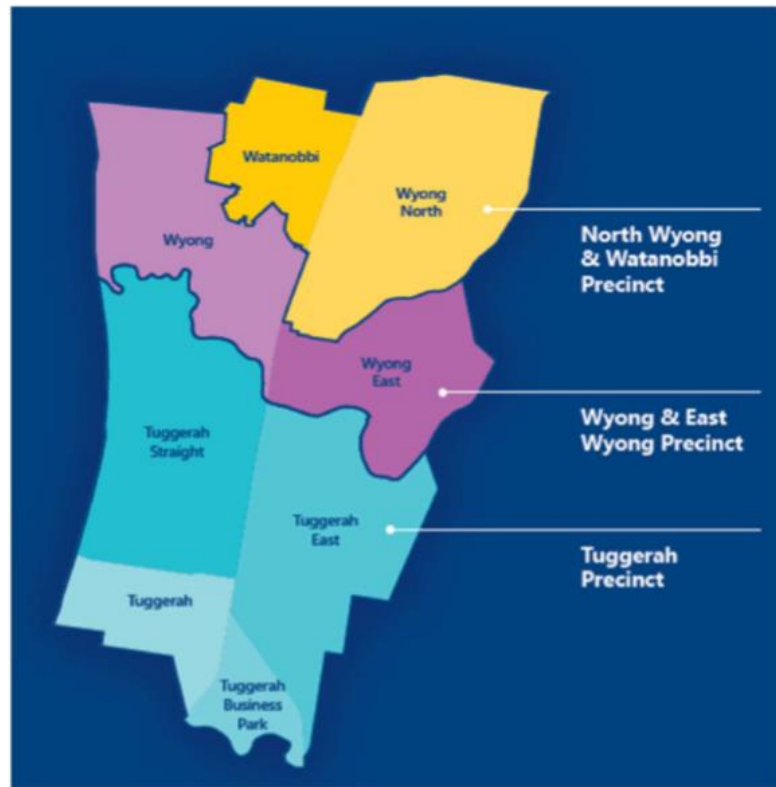 Watanobbi
Wyong
North
North Wyong
& Watanobbi
Precinct
Wyong
Wyong
East
Wyong & East
Wyong Precinct
Tuggerah
Straight
Tuggerah
East
Tuggerah
Precinct
Tuggerah
Tuggerah
Business
Park